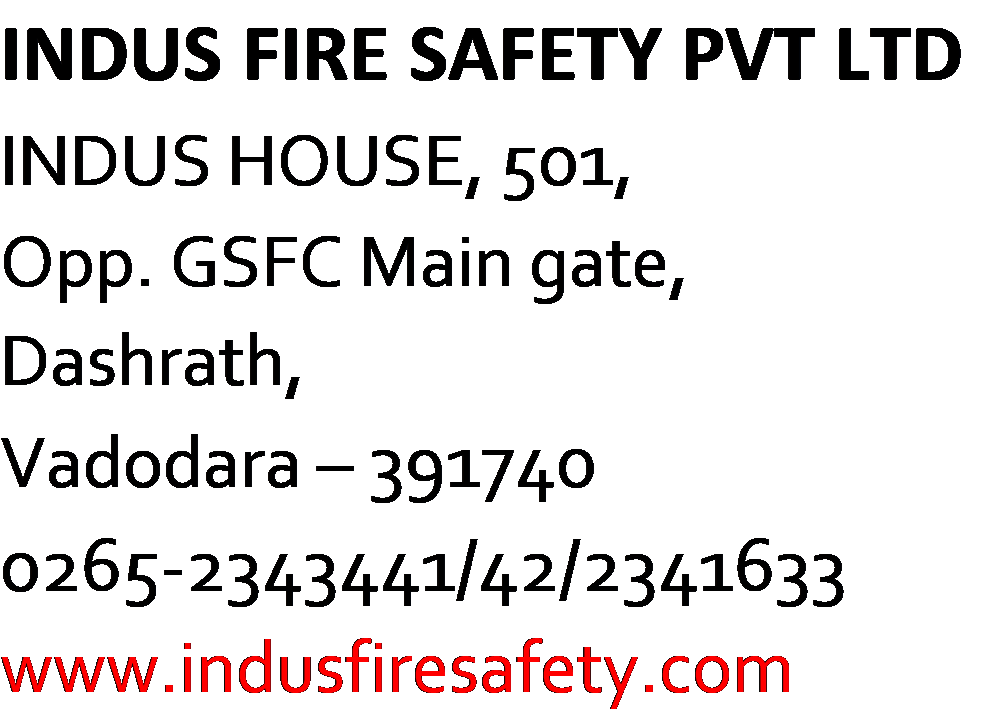 INDUS FIRE SAFETY PVT LTD
INDUS HOUSE, 501,
Opp. GSFC Main gate,
Dashrath,
Vadodara – 391740
0265-2343441/42/2341633
www.indusfiresafety.com